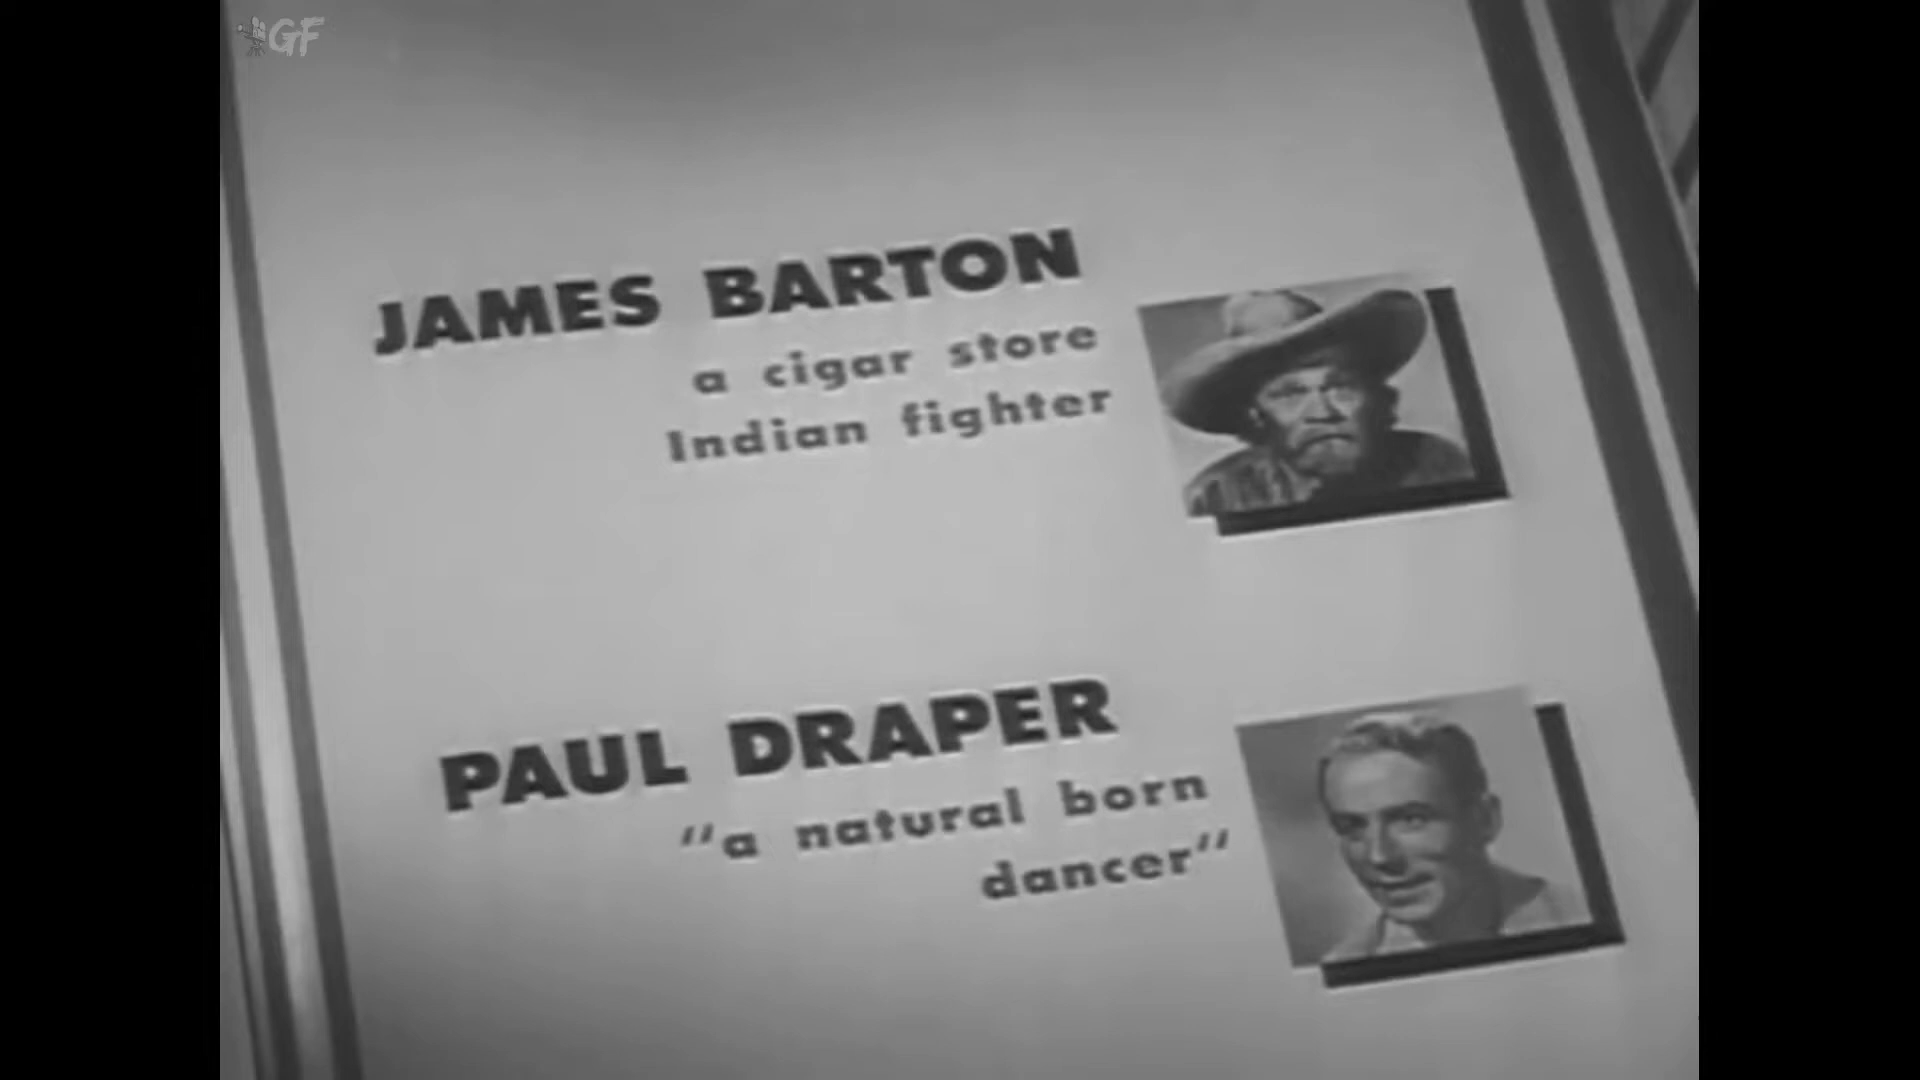 GF
JAMES BARTON
a cigar store
Indian fighter
PAUL DRAPER
"a natural born
dancer"